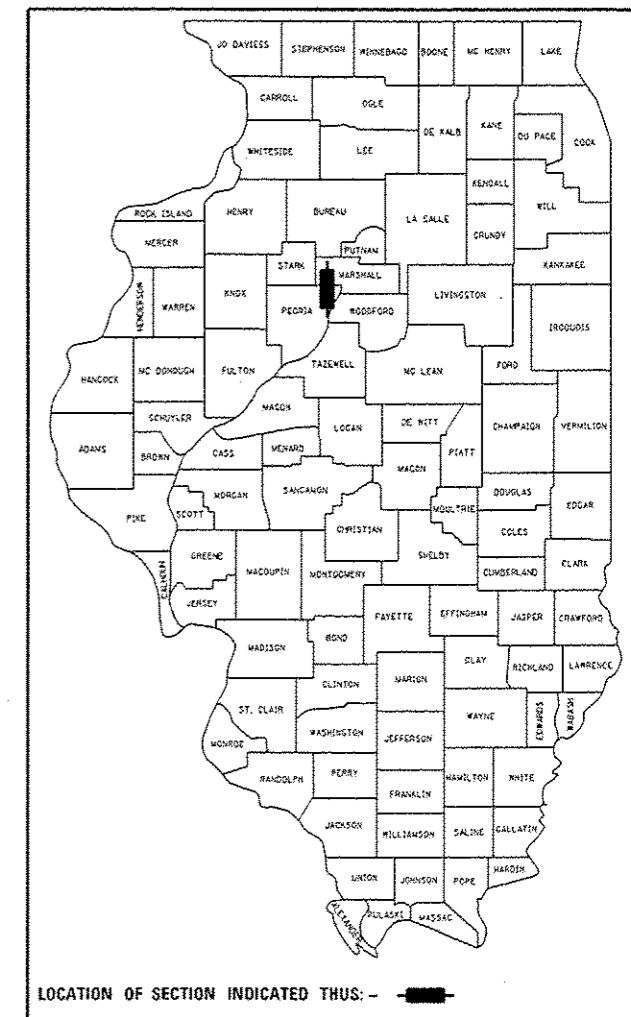 JO DAVIESS STEPHENSON WINNEBAGO BOONE MC HENRY LAKE
CARROLL OGLE DE KALB KANE DU PAGE COOK
WHITESIDE LEE KENDALL WILL
ROCK ISLAND HENRY BUREAU LA SALLE GRUNDY
MERCER STARK PUTNAM MARSHALL KANKAKEE
HENDERSON WARREN KNOX PEORIA WOODFORD LIVINGSTON IROQUOIS
HANCOCK MC DONOUGH FULTON TAZEWELL MC LEAN FORD
SCHUYLER MASON LOGAN DE WITT CHAMPAIGN VERMILION
ADAMS BROWN CASS MENARD MACON PIATT
PIKE SCOTT MORGAN SANGAMON MOULTRIE DOUGLAS EDGAR
CHRISTIAN COLES
CALHOUN GREENE MACOUPIN MONTGOMERY SHELBY CUMBERLAND CLARK
JERSEY FAYETTE EFFINGHAM JASPER CRAWFORD
MADISON BOND CLAY RICHLAND LAWRENCE
CLINTON MARION
ST. CLAIR WASHINGTON JEFFERSON WAYNE EDWARDS WABASH
MONROE
RANDOLPH PERRY HAMILTON WHITE
FRANKLIN
JACKSON WILLIAMSON SALINE GALLATIN
UNION JOHNSON POPE HARDIN
ALEXANDER PULASKI MASSAC
LOCATION OF SECTION INDICATED THUS: -